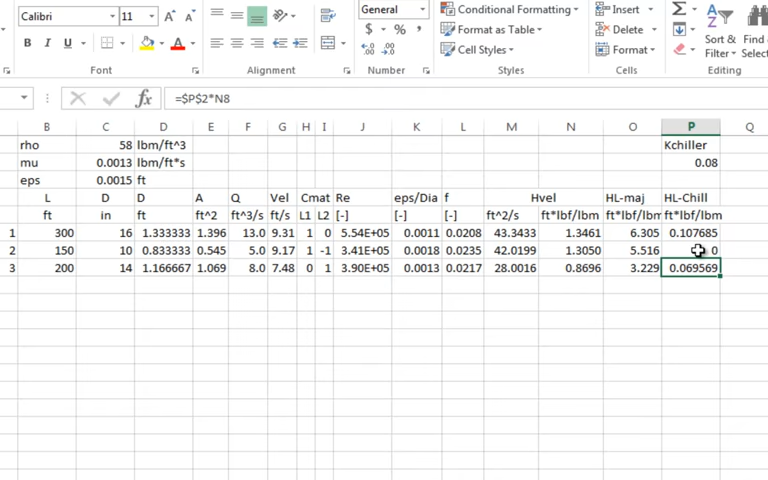 Calibri 11 A A General Conditional Formatting Insert Σ
B I U A $ % , Format as Table Delete Sort & Find
.00 .0 Cell Styles Format Filter Selec
Font Alignment Number Styles Cells Editing
fx =$P$2*N8
B C D E F G H I J K L M N O P Q
rho 58 lbm/ft^3 Kchiller
mu 0.0013 lbm/ft*s 0.08
eps 0.0015 ft
L D D A Q Vel Cmat Re eps/Dia f Hvel HL-maj HL-Chill
ft in ft ft^2 ft^3/s ft/s L1 L2 [-] [-] [-] ft^2/s ft*lbf/lbm ft*lbf/lbm ft*lbf/lbm
1 300 16 1.333333 1.396 13.0 9.31 1 0 5.54E+05 0.0011 0.0208 43.3433 1.3461 6.305 0.107685
2 150 10 0.833333 0.545 5.0 9.17 1 -1 3.41E+05 0.0018 0.0235 42.0199 1.3050 5.516 0
3 200 14 1.166667 1.069 8.0 7.48 0 1 3.90E+05 0.0013 0.0217 28.0016 0.8696 3.229 0.069569